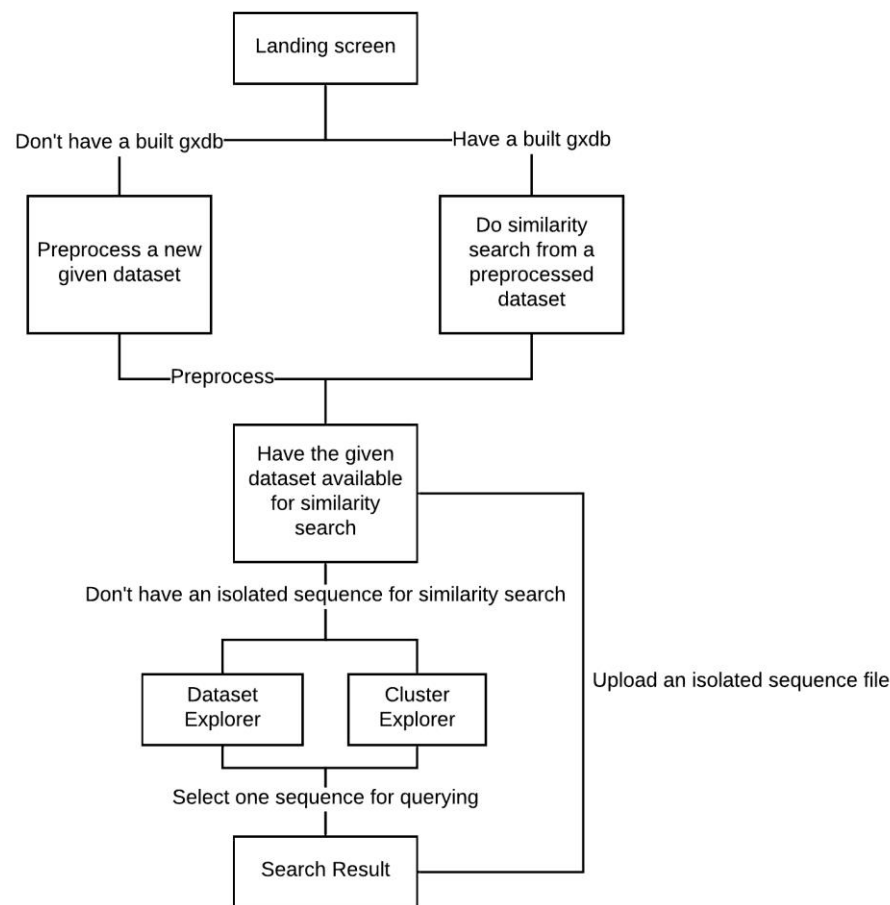 Landing screen
Don't have a built gxdb
Have a built gxdb
Preprocess a new
given dataset
Do similarity
search from a
preprocessed
dataset
Preprocess
Have the given
dataset available
for similarity
search
Don't have an isolated sequence for similarity search
Dataset
Explorer
Cluster
Explorer
Upload an isolated sequence file
Select one sequence for querying
Search Result